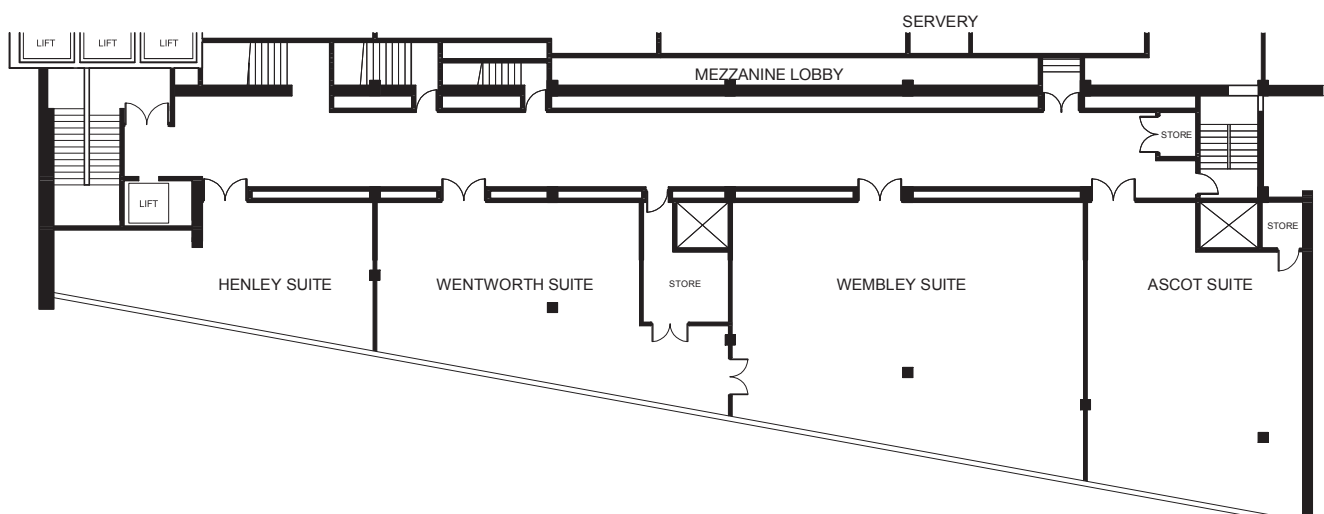 SERVERY
LIFT
LIFT
LIFT
MEZZANINE LOBBY
STORE
LIFT
STORE
HENLEY SUITE
WENTWORTH SUITE
STORE
WEMBLEY SUITE
ASCOT SUITE